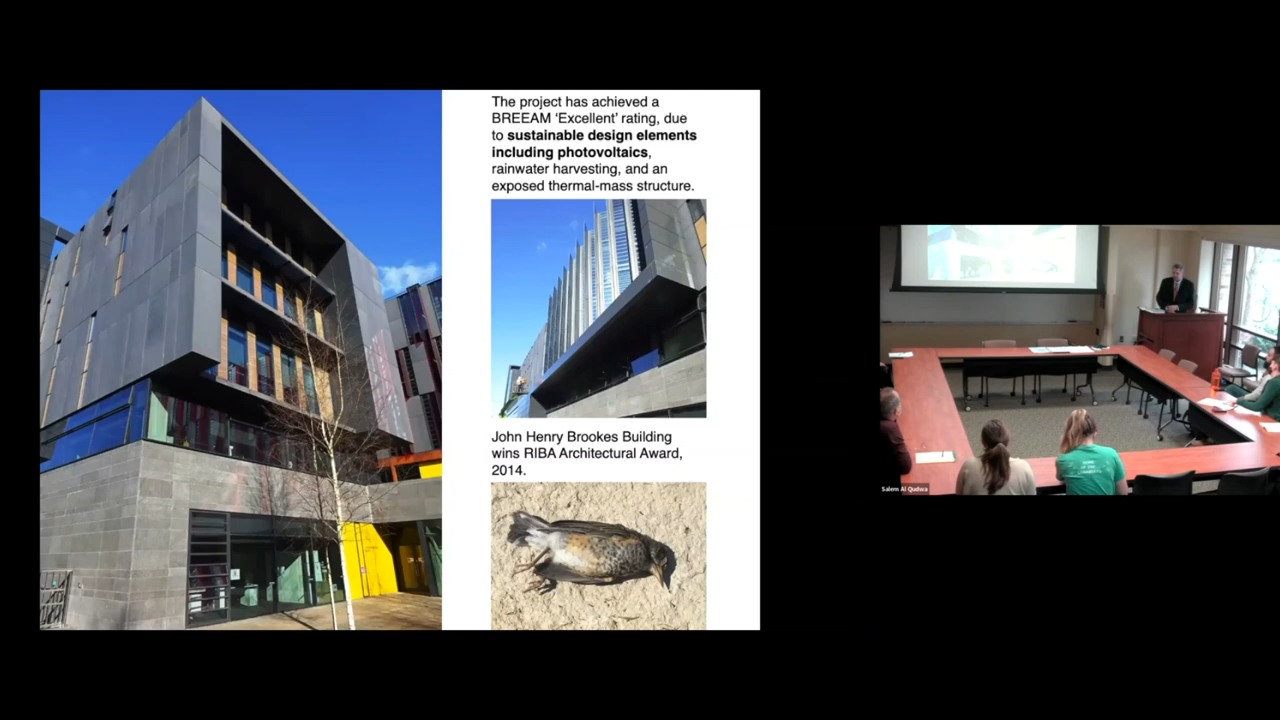 The project has achieved a
BREEAM ‘Excellent’ rating, due
to sustainable design elements
including photovoltaics,
rainwater harvesting, and an
exposed thermal-mass structure.
John Henry Brookes Building
wins RIBA Architectural Award,
2014.
Salem Al Qudwa